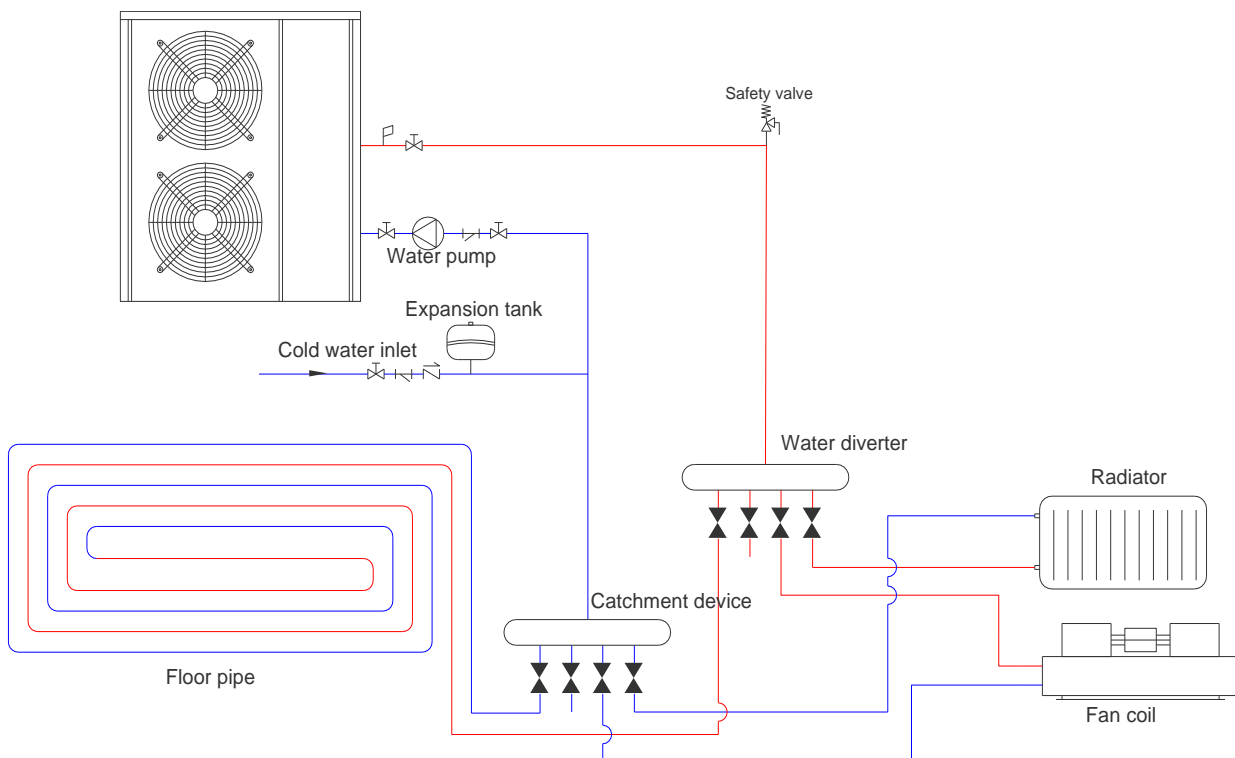 Safety valve
Water pump
Expansion tank
Cold water inlet
Water diverter
Radiator
Catchment device
Floor pipe
Fan coil